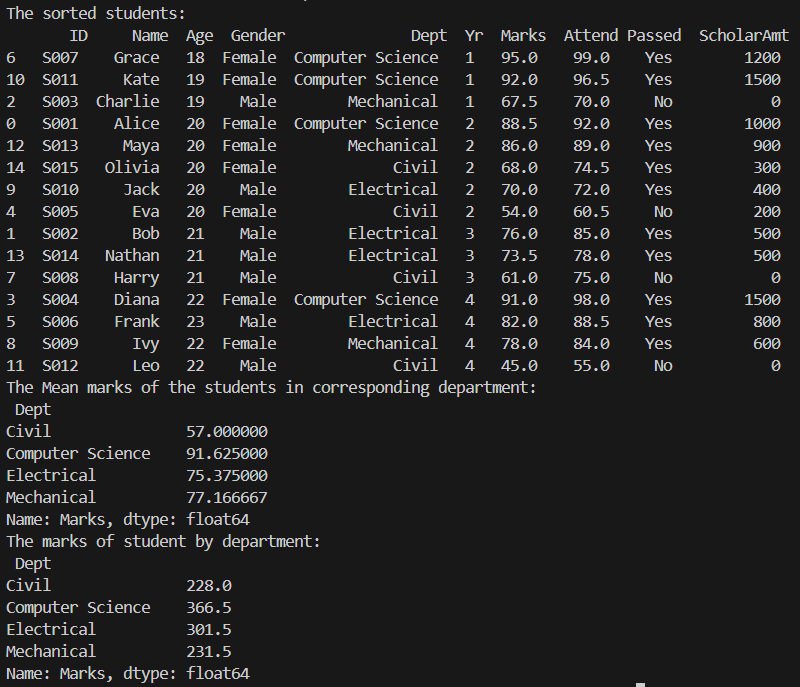 The sorted students:
ID Name Age Gender Dept Yr Marks Attend Passed ScholarAmt
6 S007 Grace 18 Female Computer Science 1 95.0 99.0 Yes 1200
10 S011 Kate 19 Female Computer Science 1 92.0 96.5 Yes 1500
2 S003 Charlie 19 Male Mechanical 1 67.5 70.0 No 0
0 S001 Alice 20 Female Computer Science 2 88.5 92.0 Yes 1000
12 S013 Maya 20 Female Mechanical 2 86.0 89.0 Yes 900
14 S015 Olivia 20 Female Civil 2 68.0 74.5 Yes 300
9 S010 Jack 20 Male Electrical 2 70.0 72.0 Yes 400
4 S005 Eva 20 Female Civil 2 54.0 60.5 No 200
1 S002 Bob 21 Male Electrical 3 76.0 85.0 Yes 500
13 S014 Nathan 21 Male Electrical 3 73.5 78.0 Yes 500
7 S008 Harry 21 Male Civil 3 61.0 75.0 No 0
3 S004 Diana 22 Female Computer Science 4 91.0 98.0 Yes 1500
5 S006 Frank 23 Male Electrical 4 82.0 88.5 Yes 800
8 S009 Ivy 22 Female Mechanical 4 78.0 84.0 Yes 600
11 S012 Leo 22 Male Civil 4 45.0 55.0 No 0
The Mean marks of the students in corresponding department:
Dept
Civil 57.000000
Computer Science 91.625000
Electrical 75.375000
Mechanical 77.166667
Name: Marks, dtype: float64
The marks of student by department:
Dept
Civil 228.0
Computer Science 366.5
Electrical 301.5
Mechanical 231.5
Name: Marks, dtype: float64